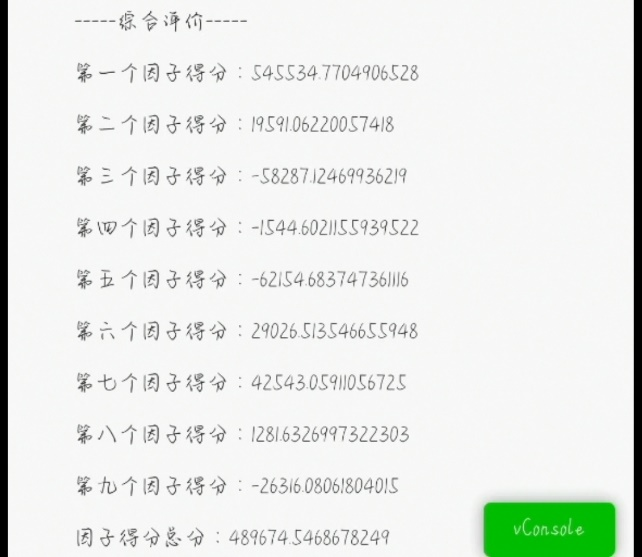 -----综合评价-----
第一个因子得分：545534.7704906528
第二个因子得分：19591.06220057418
第三个因子得分：-58287.12469936219
第四个因子得分：-1544.6021155939522
第五个因子得分：-62154.683747361116
第六个因子得分：29026.513546655948
第七个因子得分：42543.05911056725
第八个因子得分：1281.6326997322303
第九个因子得分：-26316.08061804015
因子得分总分：489674.5468678249
vConsole